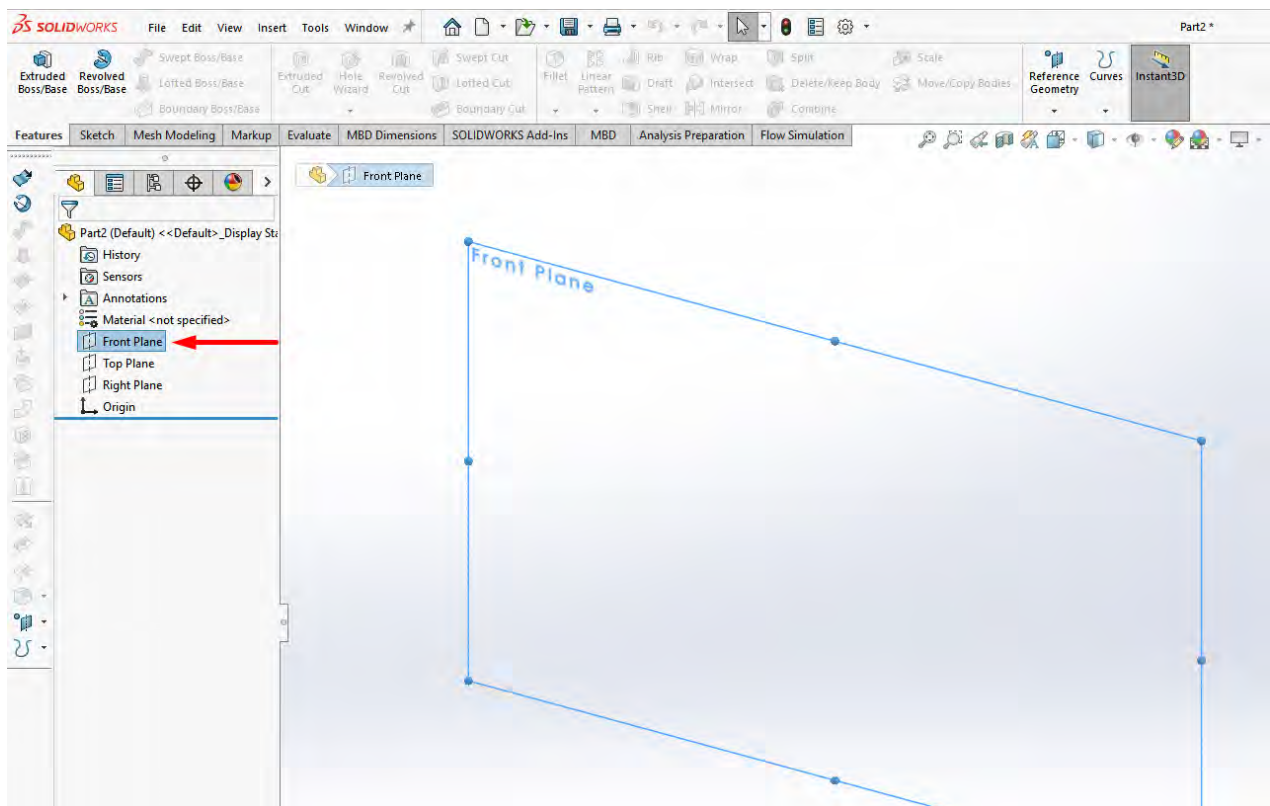 SOLIDWORKS File Edit View Insert Tools Window Part2 *
Extruded Boss/Base
Revolved Boss/Base
Swept Boss/Base
Lofted Boss/Base
Boundary Boss/Base
Extruded Cut
Hole Wizard
Revolved Cut
Swept Cut
Lofted Cut
Boundary Cut
Fillet
Linear Pattern
Rib
Draft
Shell
Wrap
Intersect
Mirror
Split
Delete/Keep Body
Combine
Scale
Move/Copy Bodies
Reference Geometry
Curves
Instant3D
Features Sketch Mesh Modeling Markup Evaluate MBD Dimensions SOLIDWORKS Add-Ins MBD Analysis Preparation Flow Simulation
Front Plane
Part2 (Default) <<Default>_Display Sta
History
Sensors
Annotations
Material <not specified>
Front Plane
Top Plane
Right Plane
Origin
Front Plane